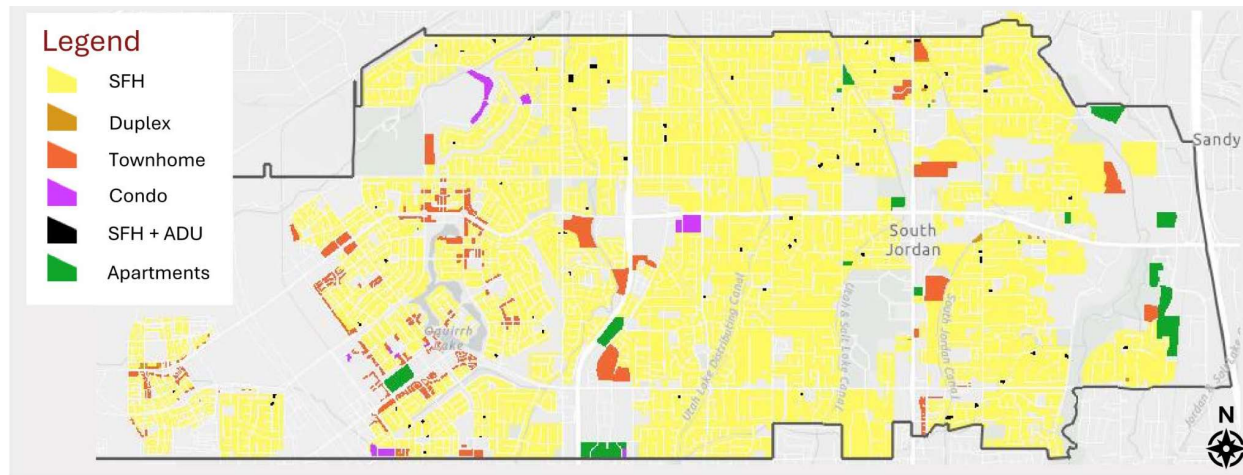 Legend
SFH
Duplex
Townhome
Condo
SFH + ADU
Apartments
Sandy
South
Jordan
Oquirrh
Lake
Utah Lake Distributing Canal
Utah & Salt Lake Canal
South Jordan Canal
Jordan & Salt Lake C
N